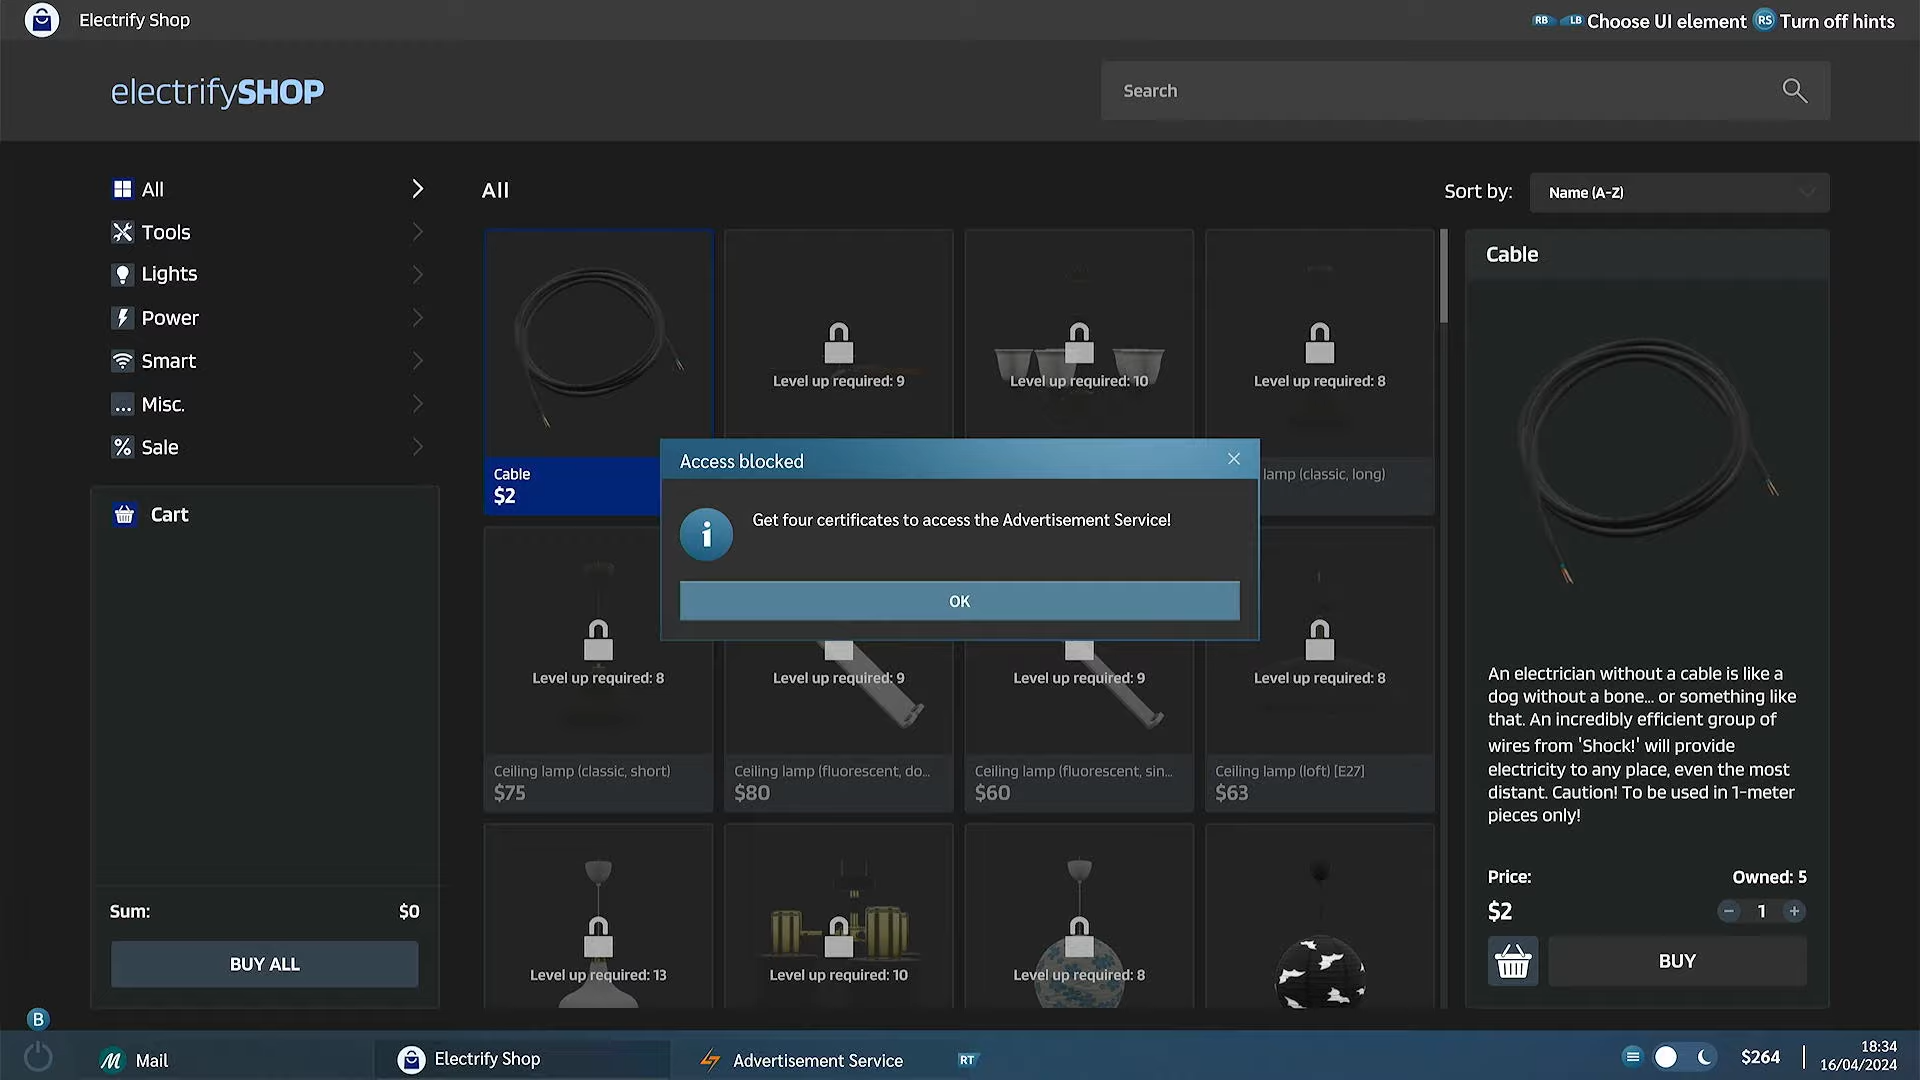 Electrify Shop
RB LB Choose UI element RS Turn off hints
electrifySHOP
Search
All
Tools
Lights
Power
Smart
Misc.
Sale
All
Sort by:
Name (A-Z)
Cart
Sum: $0
BUY ALL
Cable
$2
Level up required: 9
Level up required: 10
Level up required: 8
lamp (classic, long)
Access blocked
Get four certificates to access the Advertisement Service!
OK
Level up required: 8
Ceiling lamp (classic, short)
$75
Level up required: 9
Ceiling lamp (fluorescent, do...
$80
Level up required: 9
Ceiling lamp (fluorescent, sin...
$60
Level up required: 8
Ceiling lamp (loft) [E27]
$63
Level up required: 13
Level up required: 10
Level up required: 8
Cable
An electrician without a cable is like a
dog without a bone... or something like
that. An incredibly efficient group of
wires from 'Shock!' will provide
electricity to any place, even the most
distant. Caution! To be used in 1-meter
pieces only!
Price: Owned: 5
$2
1
BUY
B
Mail
Electrify Shop
Advertisement Service
RT
$264
18:34
16/04/2024